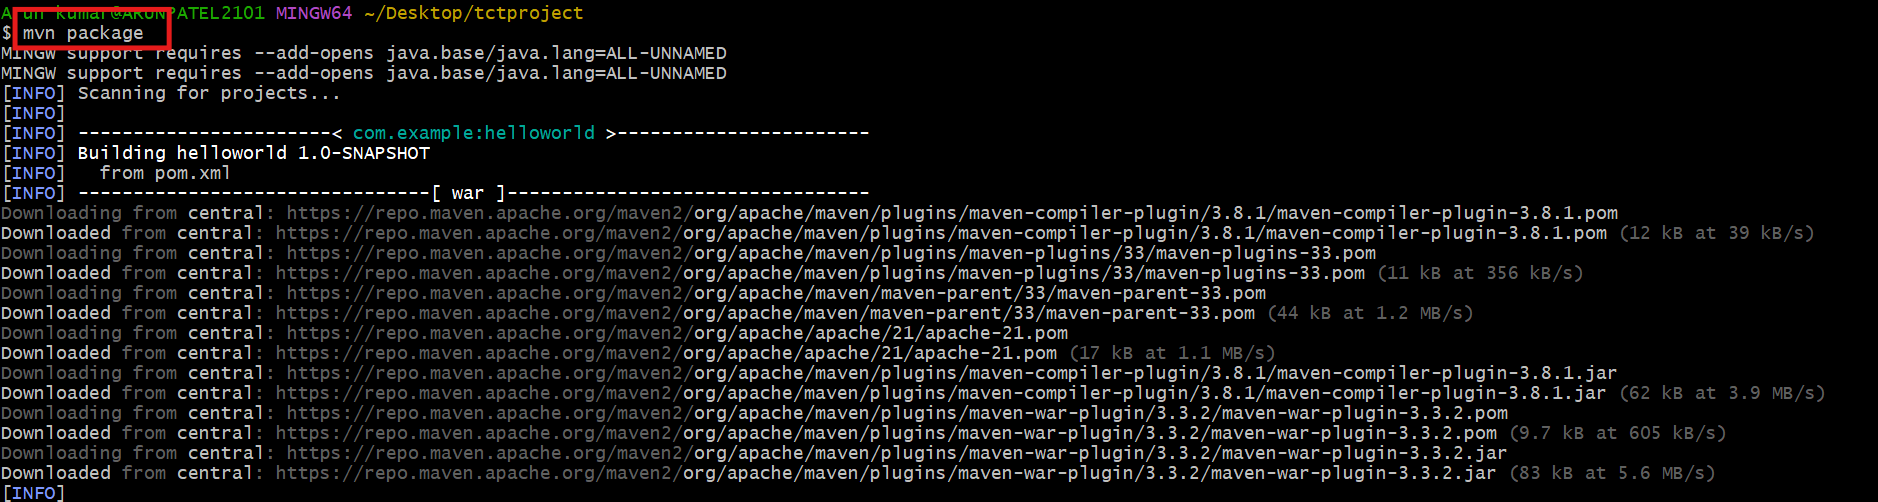 Arun kumar@ARUNPATEL2101 MINGW64 ~/Desktop/tctproject
$ mvn package
MINGW support requires --add-opens java.base/java.lang=ALL-UNNAMED
MINGW support requires --add-opens java.base/java.lang=ALL-UNNAMED
[INFO] Scanning for projects...
[INFO]
[INFO] -----------------------< com.example:helloworld >-----------------------
[INFO] Building helloworld 1.0-SNAPSHOT
[INFO]   from pom.xml
[INFO] --------------------------------[ war ]---------------------------------
Downloading from central: https://repo.maven.apache.org/maven2/org/apache/maven/plugins/maven-compiler-plugin/3.8.1/maven-compiler-plugin-3.8.1.pom
Downloaded from central: https://repo.maven.apache.org/maven2/org/apache/maven/plugins/maven-compiler-plugin/3.8.1/maven-compiler-plugin-3.8.1.pom (12 kB at 39 kB/s)
Downloading from central: https://repo.maven.apache.org/maven2/org/apache/maven/plugins/maven-plugins/33/maven-plugins-33.pom
Downloaded from central: https://repo.maven.apache.org/maven2/org/apache/maven/plugins/maven-plugins/33/maven-plugins-33.pom (11 kB at 356 kB/s)
Downloading from central: https://repo.maven.apache.org/maven2/org/apache/maven/maven-parent/33/maven-parent-33.pom
Downloaded from central: https://repo.maven.apache.org/maven2/org/apache/maven/maven-parent/33/maven-parent-33.pom (44 kB at 1.2 MB/s)
Downloading from central: https://repo.maven.apache.org/maven2/org/apache/apache/21/apache-21.pom
Downloaded from central: https://repo.maven.apache.org/maven2/org/apache/apache/21/apache-21.pom (17 kB at 1.1 MB/s)
Downloading from central: https://repo.maven.apache.org/maven2/org/apache/maven/plugins/maven-compiler-plugin/3.8.1/maven-compiler-plugin-3.8.1.jar
Downloaded from central: https://repo.maven.apache.org/maven2/org/apache/maven/plugins/maven-compiler-plugin/3.8.1/maven-compiler-plugin-3.8.1.jar (62 kB at 3.9 MB/s)
Downloading from central: https://repo.maven.apache.org/maven2/org/apache/maven/plugins/maven-war-plugin/3.3.2/maven-war-plugin-3.3.2.pom
Downloaded from central: https://repo.maven.apache.org/maven2/org/apache/maven/plugins/maven-war-plugin/3.3.2/maven-war-plugin-3.3.2.pom (9.7 kB at 605 kB/s)
Downloading from central: https://repo.maven.apache.org/maven2/org/apache/maven/plugins/maven-war-plugin/3.3.2/maven-war-plugin-3.3.2.jar
Downloaded from central: https://repo.maven.apache.org/maven2/org/apache/maven/plugins/maven-war-plugin/3.3.2/maven-war-plugin-3.3.2.jar (83 kB at 5.6 MB/s)
[INFO]